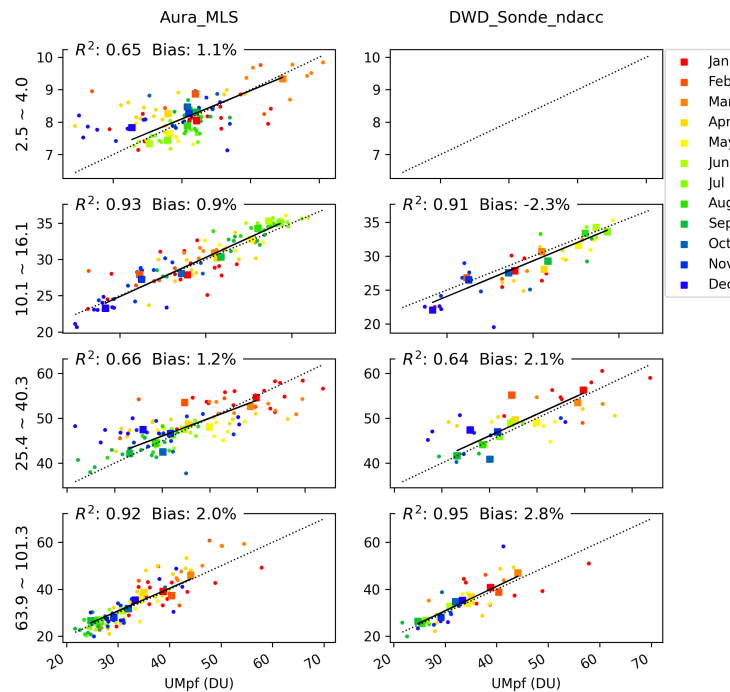 Aura_MLS
DWD_Sonde_ndacc
R²: 0.65 Bias: 1.1%
2.5 ~ 4.0
10
9
8
7
10
9
8
7
Jan
Feb
Mar
Apr
May
Jun
Jul
Aug
Sep
Oct
Nov
Dec
R²: 0.93 Bias: 0.9%
10.1 ~ 16.1
35
30
25
20
R²: 0.91 Bias: -2.3%
35
30
25
20
R²: 0.66 Bias: 1.2%
25.4 ~ 40.3
60
50
40
R²: 0.64 Bias: 2.1%
60
50
40
R²: 0.92 Bias: 2.0%
63.9 ~ 101.3
60
40
20
R²: 0.95 Bias: 2.8%
60
40
20
20 30 40 50 60 70
UMpf (DU)
20 30 40 50 60 70
UMpf (DU)